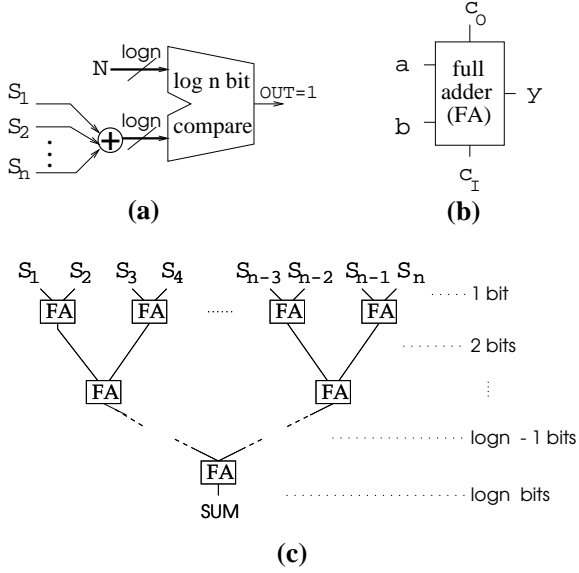 logn
N
log n bit
compare
OUT=1
S1
S2
Sn
logn
+
(a)
cO
a
b
full
adder
(FA)
y
cI
(b)
S1 S2 S3 S4 ...... Sn-3 Sn-2 Sn-1 Sn
FA FA FA FA
...... 1 bit
2 bits
FA FA
logn - 1 bits
FA
logn bits
SUM
(c)